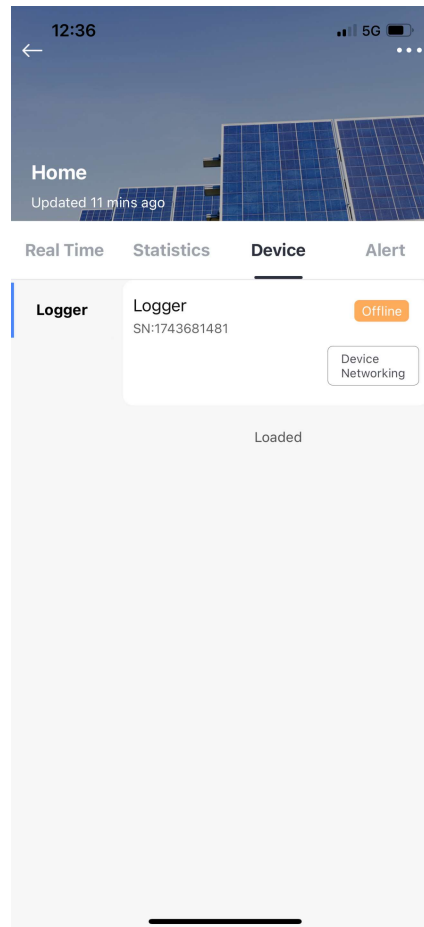 12:36
5G
Home
Updated 11 mins ago
Real Time
Statistics
Device
Alert
Logger
Logger
Offline
SN:1743681481
Device
Networking
Loaded